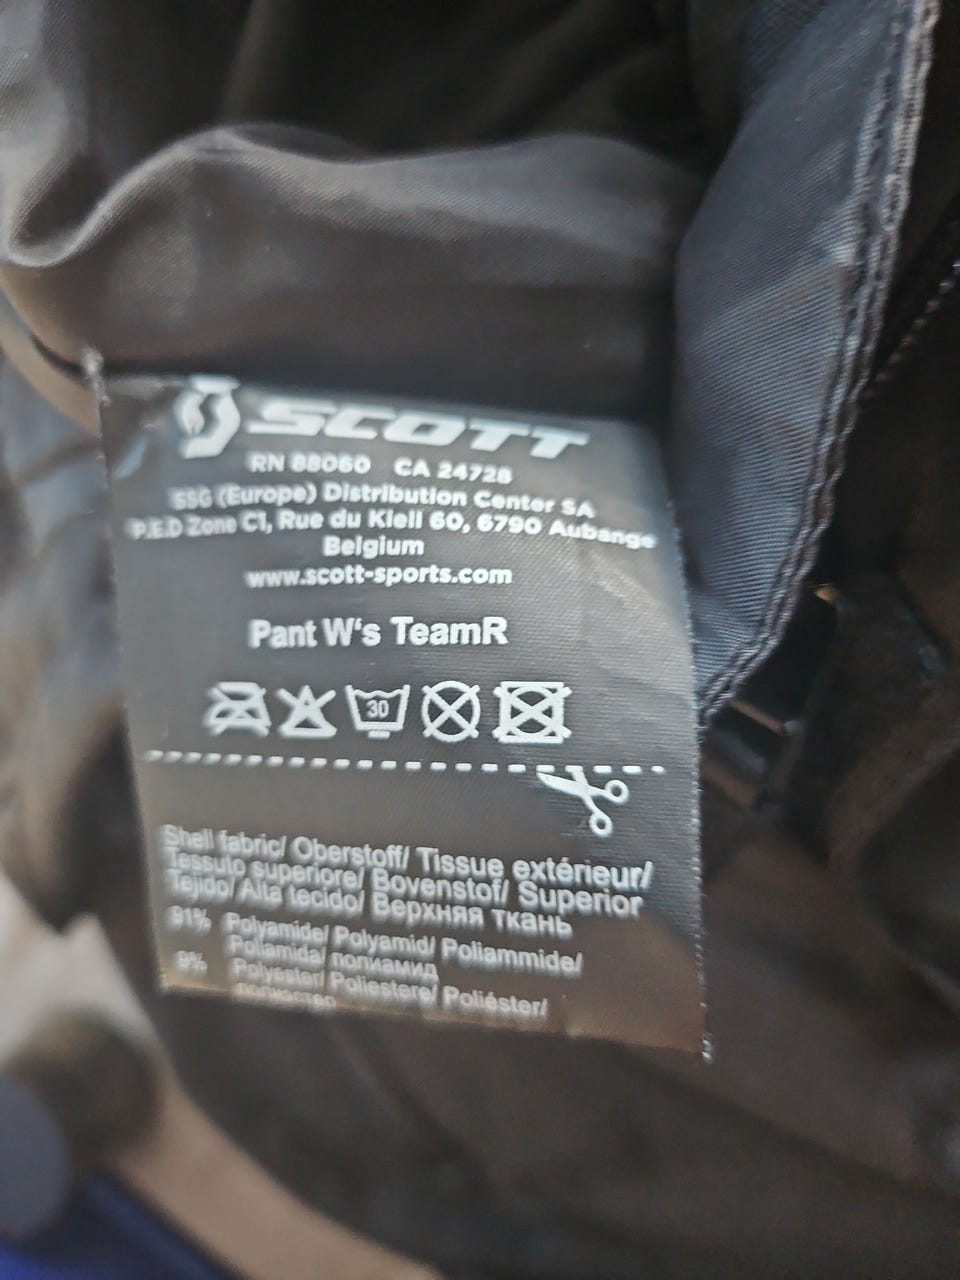 SCOTT
RN 88060 CA 24728
SSG (Europe) Distribution Center SA
P.E.D Zone C1, Rue du Kiell 60, 6790 Aubange
Belgium
www.scott-sports.com
Pant W's TeamR
30
Shell fabric/ Oberstoff/ Tissue extérieur/
Tessuto superiore/ Bovenstof/ Superior
Tejido/ Alta tecido/ Верхняя ткань
91% Polyamide/ Polyamid/ Poliammide/
Poliamida/ полиамид
9% Polyester/ Poliestere/ Poliéster/